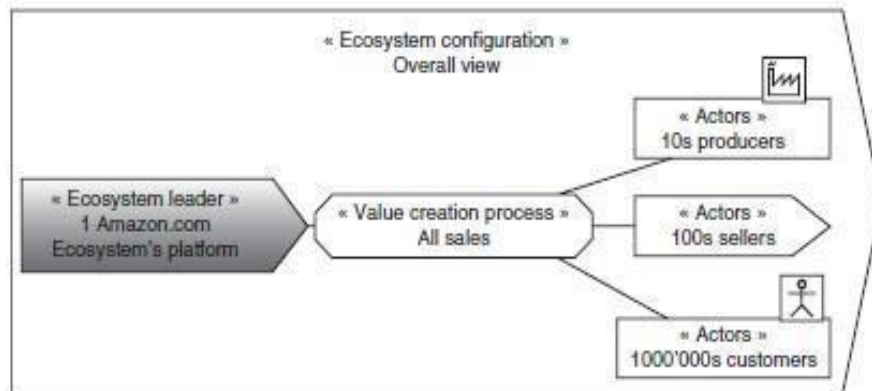 « Ecosystem configuration »
Overall view
« Actors »
10s producers
« Ecosystem leader »
1 Amazon.com
Ecosystem's platform
« Value creation process »
All sales
« Actors »
100s sellers
« Actors »
1000'000s customers